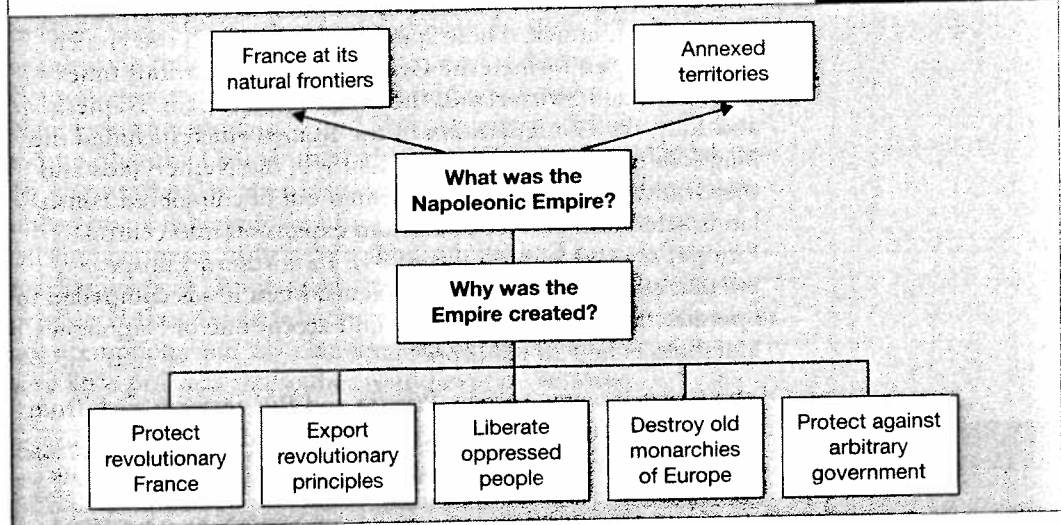 France at its
natural frontiers
Annexed
territories
What was the
Napoleonic Empire?
Why was the
Empire created?
Protect
revolutionary
France
Export
revolutionary
principles
Liberate
oppressed
people
Destroy old
monarchies
of Europe
Protect against
arbitrary
government